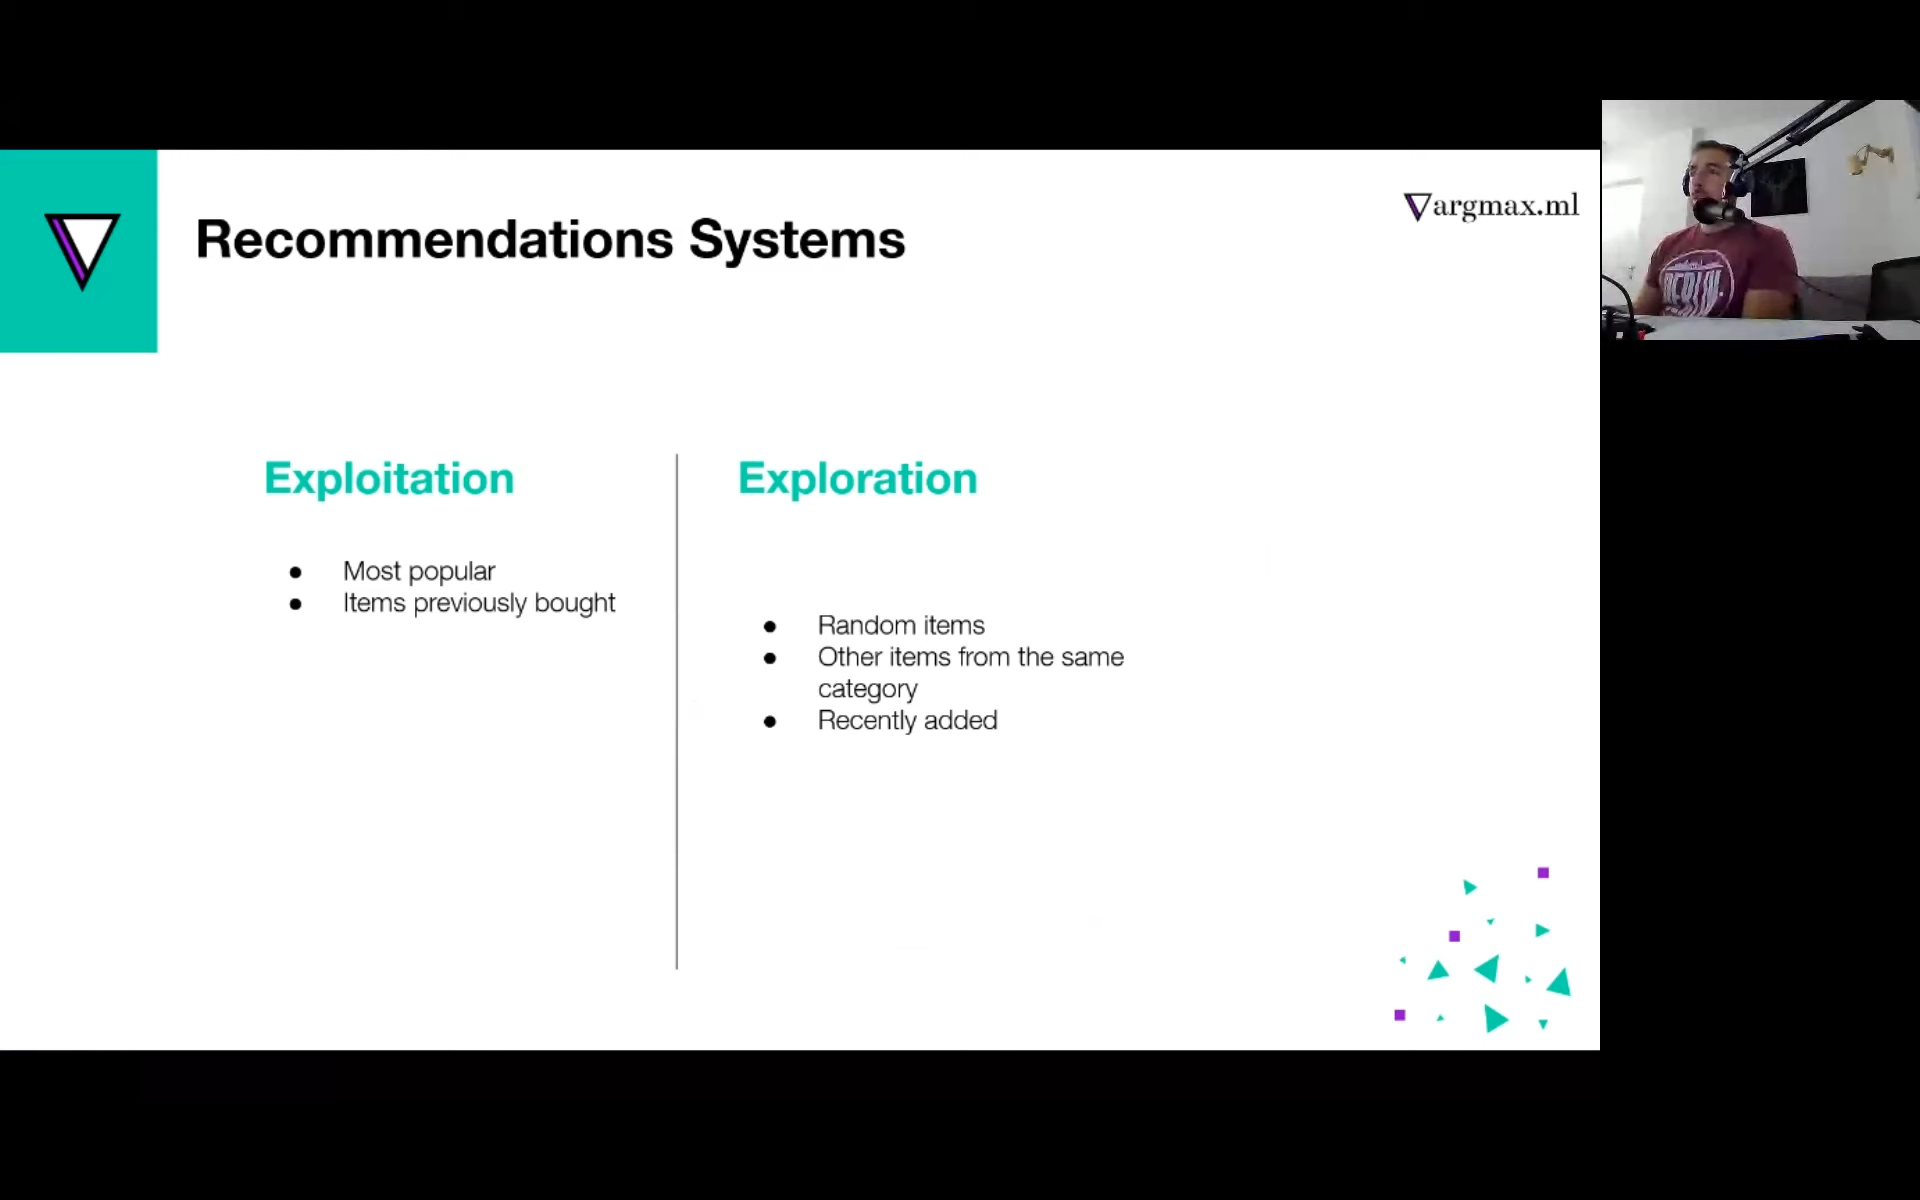 Recommendations Systems
argmax.ml
Exploitation
Most popular
Items previously bought
Exploration
Random items
Other items from the same
category
Recently added
BERLIN